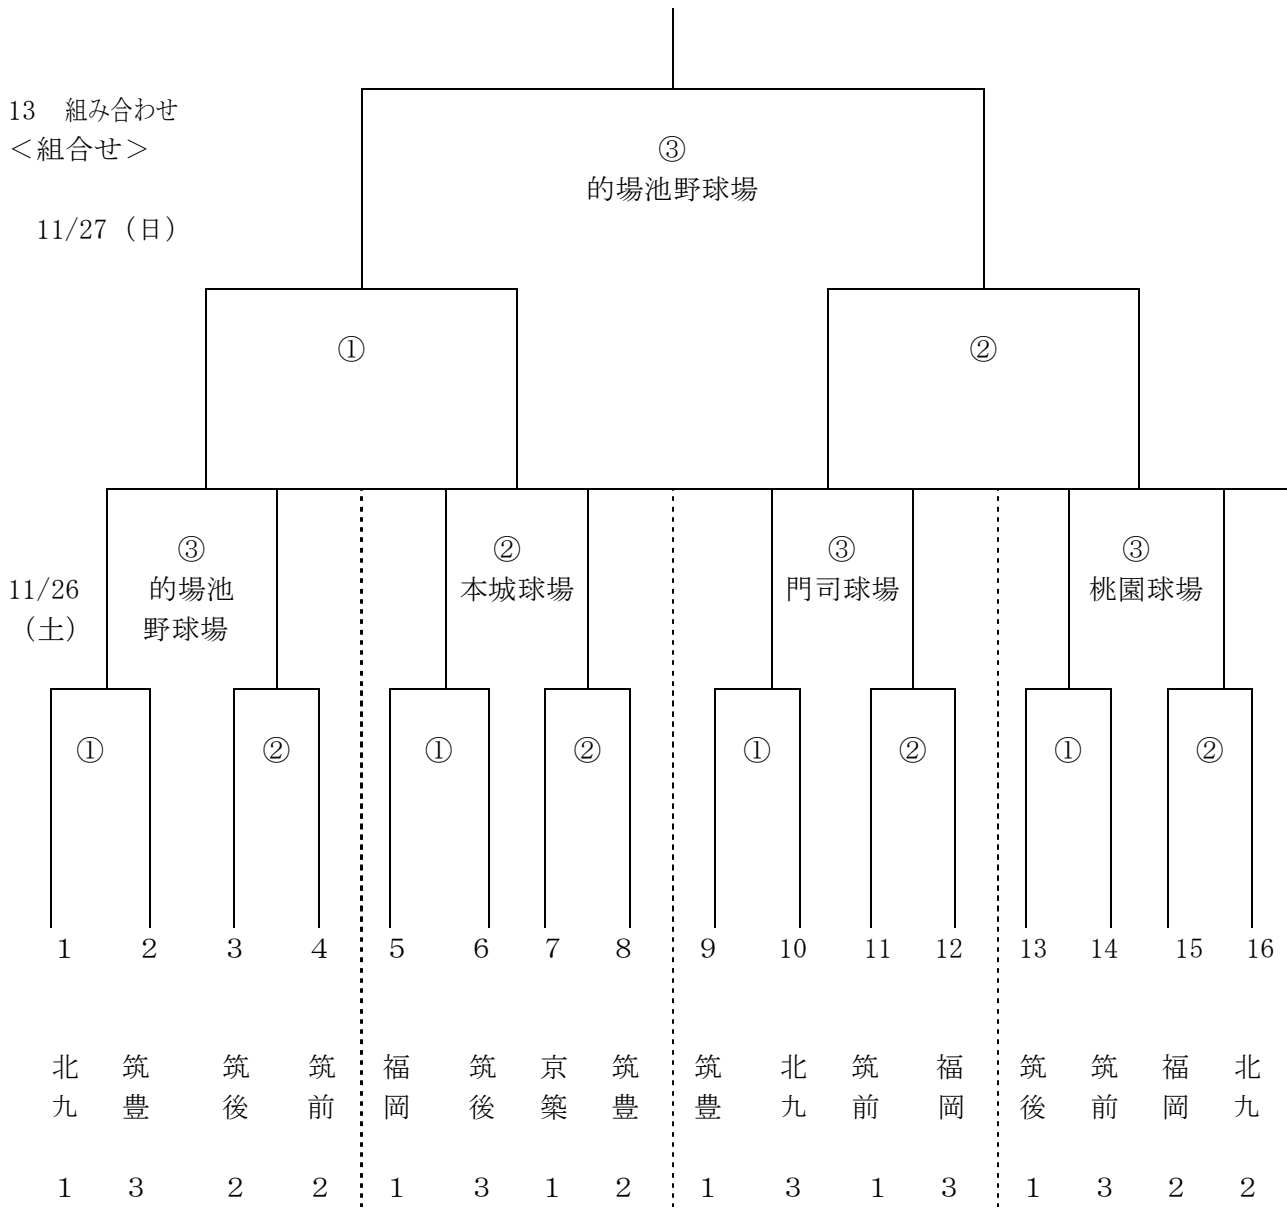 13　組み合わせ
＜組合せ＞
③
的場池野球場
11/27（日）
①
②
③
②
③
③
11/26
（土）
的場池
野球場
本城球場
門司球場
桃園球場
①
②
①
②
①
②
①
②
1 2 3 4 5 6 7 8 9 10 11 12 13 14 15 16
北九 筑豊 筑後 筑前 福岡 筑後 京築 筑豊 筑豊 北九 筑前 福岡 筑後 筑前 福岡 北九
1 3 2 2 1 3 1 2 1 3 1 3 1 3 2 2